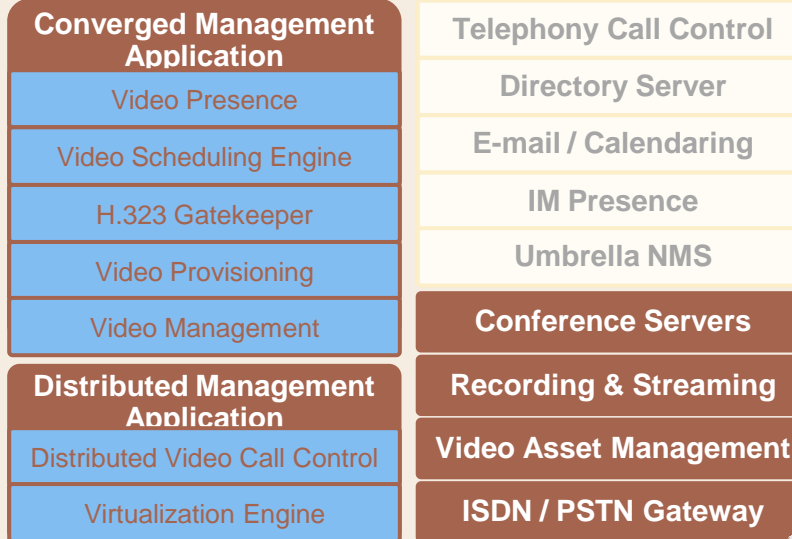 Converged Management
Application
Video Presence
Video Scheduling Engine
H.323 Gatekeeper
Video Provisioning
Video Management
Distributed Management
Application
Distributed Video Call Control
Virtualization Engine
Telephony Call Control
Directory Server
E-mail / Calendaring
IM Presence
Umbrella NMS
Conference Servers
Recording & Streaming
Video Asset Management
ISDN / PSTN Gateway